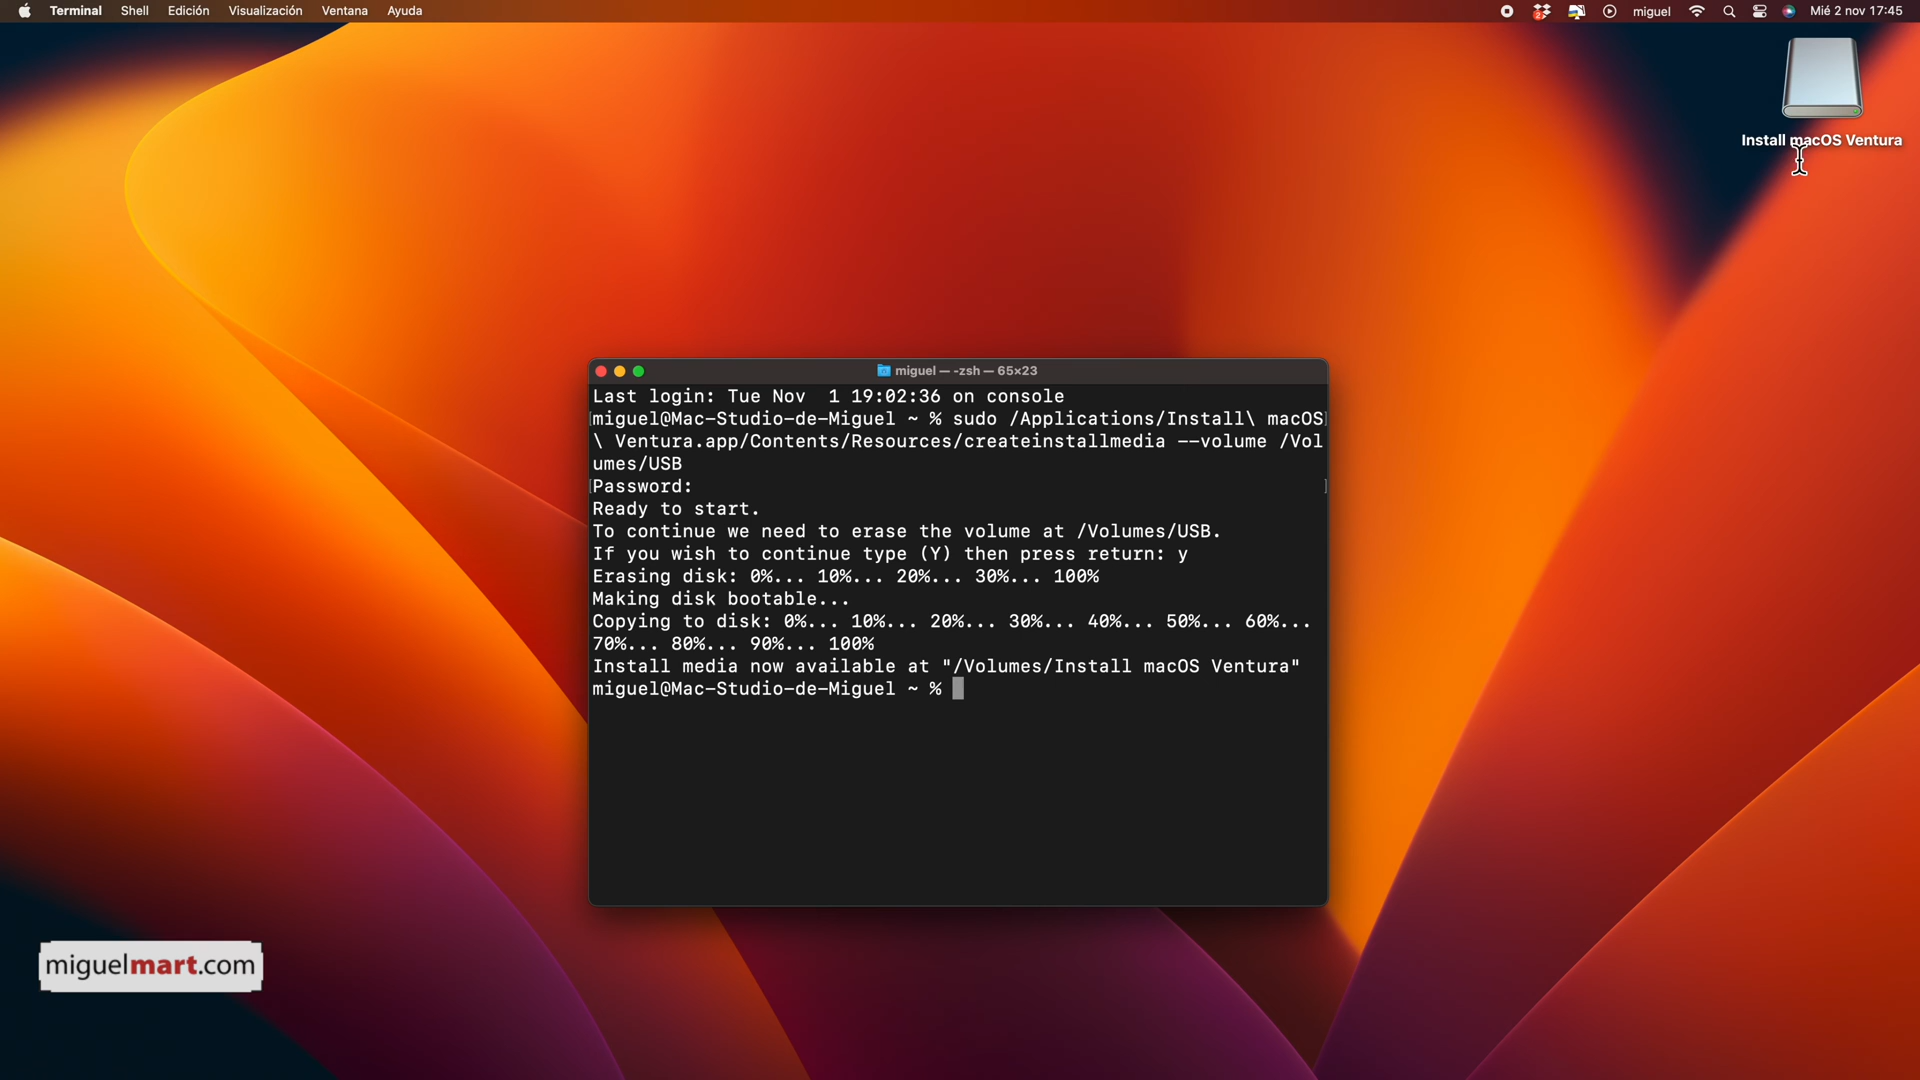 Terminal Shell Edición Visualización Ventana Ayuda
2 miguel Mié 2 nov 17:45
Install macOS Ventura
miguel — -zsh — 65×23
Last login: Tue Nov  1 19:02:36 on console
[miguel@Mac-Studio-de-Miguel ~ % sudo /Applications/Install\ macOS]
\ Ventura.app/Contents/Resources/createinstallmedia --volume /Vol
umes/USB
[Password: ]
Ready to start.
To continue we need to erase the volume at /Volumes/USB.
If you wish to continue type (Y) then press return: y
Erasing disk: 0%... 10%... 20%... 30%... 100%
Making disk bootable...
Copying to disk: 0%... 10%... 20%... 30%... 40%... 50%... 60%...
70%... 80%... 90%... 100%
Install media now available at "/Volumes/Install macOS Ventura"
miguel@Mac-Studio-de-Miguel ~ %
miguelmart.com